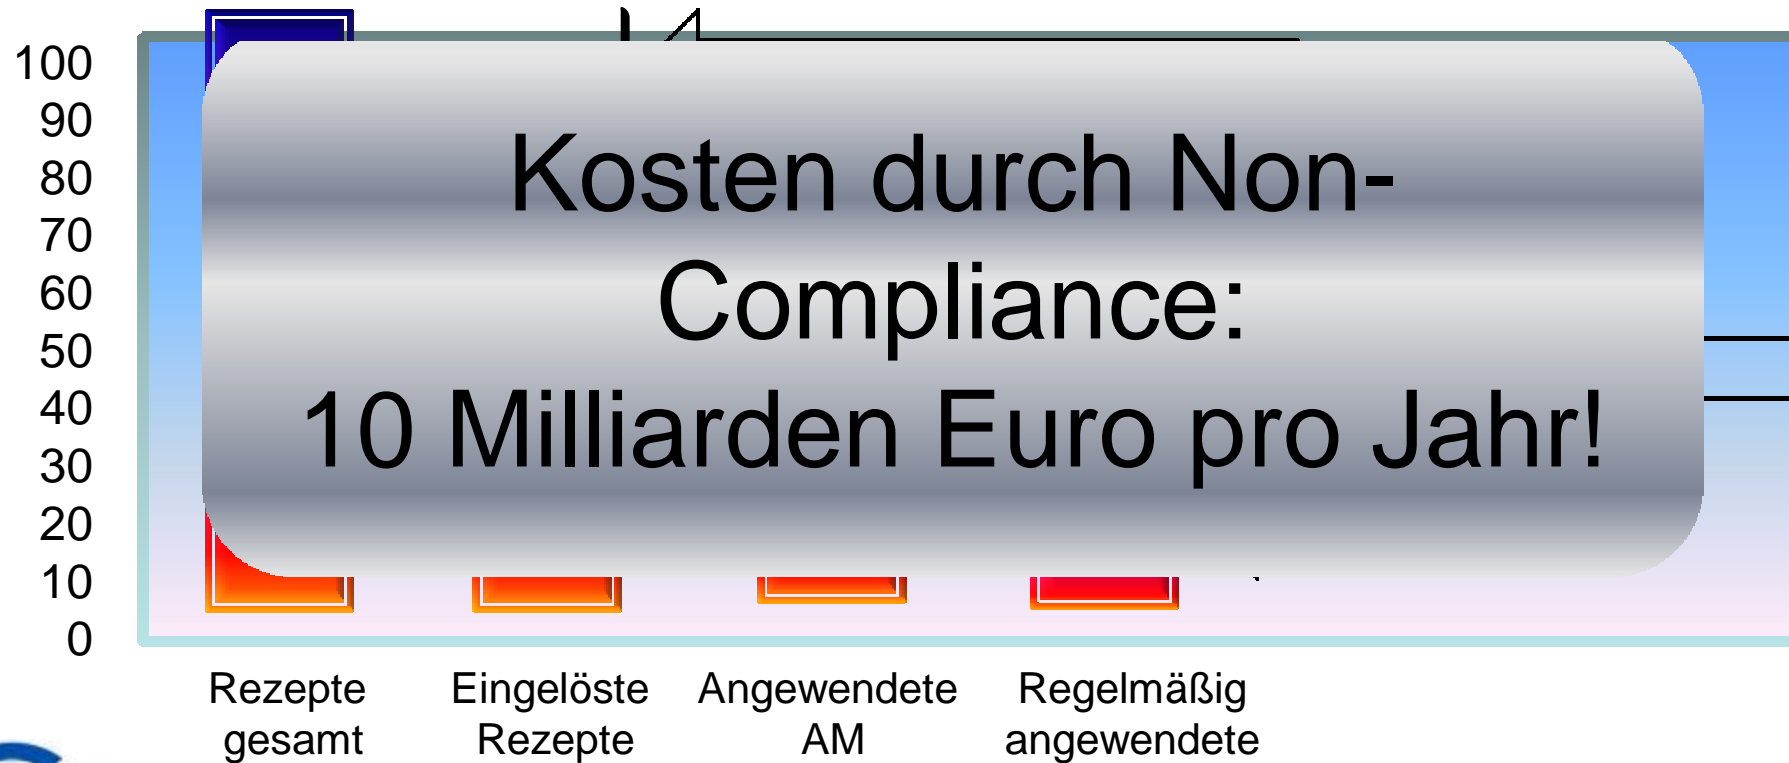 100
90
80
70
60
50
40
30
20
10
0
Kosten durch Non-
Compliance:
10 Milliarden Euro pro Jahr!
Rezepte
gesamt
Eingelöste
Rezepte
Angewendete
AM
Regelmäßig
angewendete